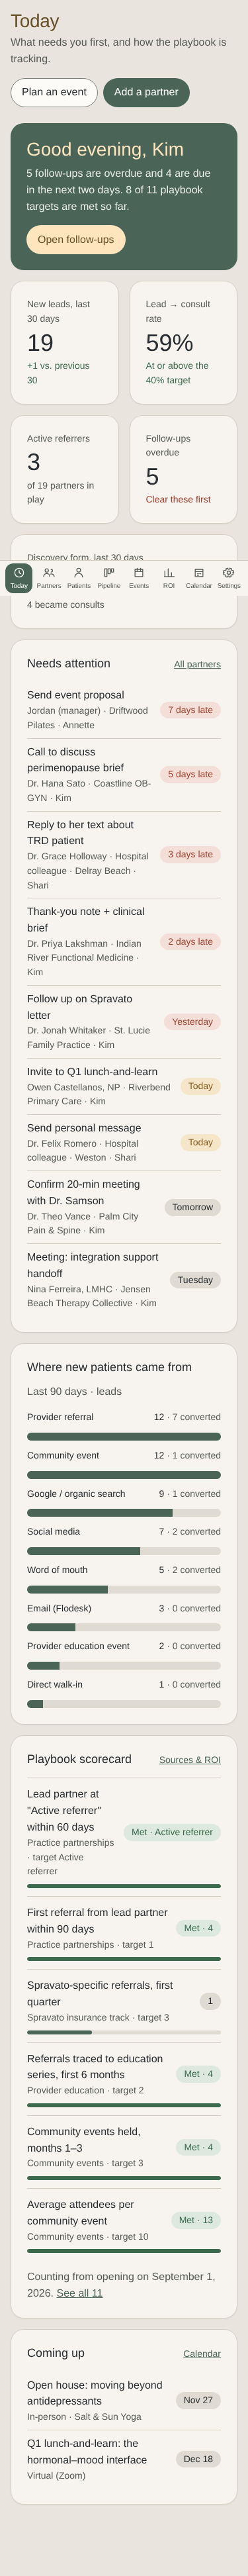 Today
What needs you first, and how the playbook is
tracking.
Plan an event
Add a partner
Good evening, Kim
5 follow-ups are overdue and 4 are due
in the next two days. 8 of 11 playbook
targets are met so far.
Open follow-ups
New leads, last
30 days
19
+1 vs. previous
30
Lead → consult
rate
59%
At or above the
40% target
Active referrers
3
of 19 partners in
play
Follow-ups
overdue
5
Clear these first
Discovery form, last 30 days
Today
Partners
Patients
Pipeline
Events
ROI
Calendar
Settings
4 became consults
Needs attention
All partners
Send event proposal
Jordan (manager) · Driftwood
Pilates · Annette
7 days late
Call to discuss
perimenopause brief
Dr. Hana Sato · Coastline OB-
GYN · Kim
5 days late
Reply to her text about
TRD patient
Dr. Grace Holloway · Hospital
colleague · Delray Beach ·
Shari
3 days late
Thank-you note + clinical
brief
Dr. Priya Lakshman · Indian
River Functional Medicine ·
Kim
2 days late
Follow up on Spravato
letter
Dr. Jonah Whitaker · St. Lucie
Family Practice · Kim
Yesterday
Invite to Q1 lunch-and-learn
Owen Castellanos, NP · Riverbend
Primary Care · Kim
Today
Send personal message
Dr. Felix Romero · Hospital
colleague · Weston · Shari
Today
Confirm 20-min meeting
with Dr. Samson
Dr. Theo Vance · Palm City
Pain & Spine · Kim
Tomorrow
Meeting: integration support
handoff
Nina Ferreira, LMHC · Jensen
Beach Therapy Collective · Kim
Tuesday
Where new patients came from
Last 90 days · leads
Provider referral 12 · 7 converted
Community event 12 · 1 converted
Google / organic search 9 · 1 converted
Social media 7 · 2 converted
Word of mouth 5 · 2 converted
Email (Flodesk) 3 · 0 converted
Provider education event 2 · 0 converted
Direct walk-in 1 · 0 converted
Playbook scorecard
Sources & ROI
Lead partner at
"Active referrer"
within 60 days
Practice partnerships
· target Active
referrer
Met · Active referrer
First referral from lead partner
within 90 days
Practice partnerships · target 1
Met · 4
Spravato-specific referrals, first
quarter
Spravato insurance track · target 3
1
Referrals traced to education
series, first 6 months
Provider education · target 2
Met · 4
Community events held,
months 1–3
Community events · target 3
Met · 4
Average attendees per
community event
Community events · target 10
Met · 13
Counting from opening on September 1,
2026. See all 11
Coming up
Calendar
Open house: moving beyond
antidepressants
In-person · Salt & Sun Yoga
Nov 27
Q1 lunch-and-learn: the
hormonal–mood interface
Virtual (Zoom)
Dec 18